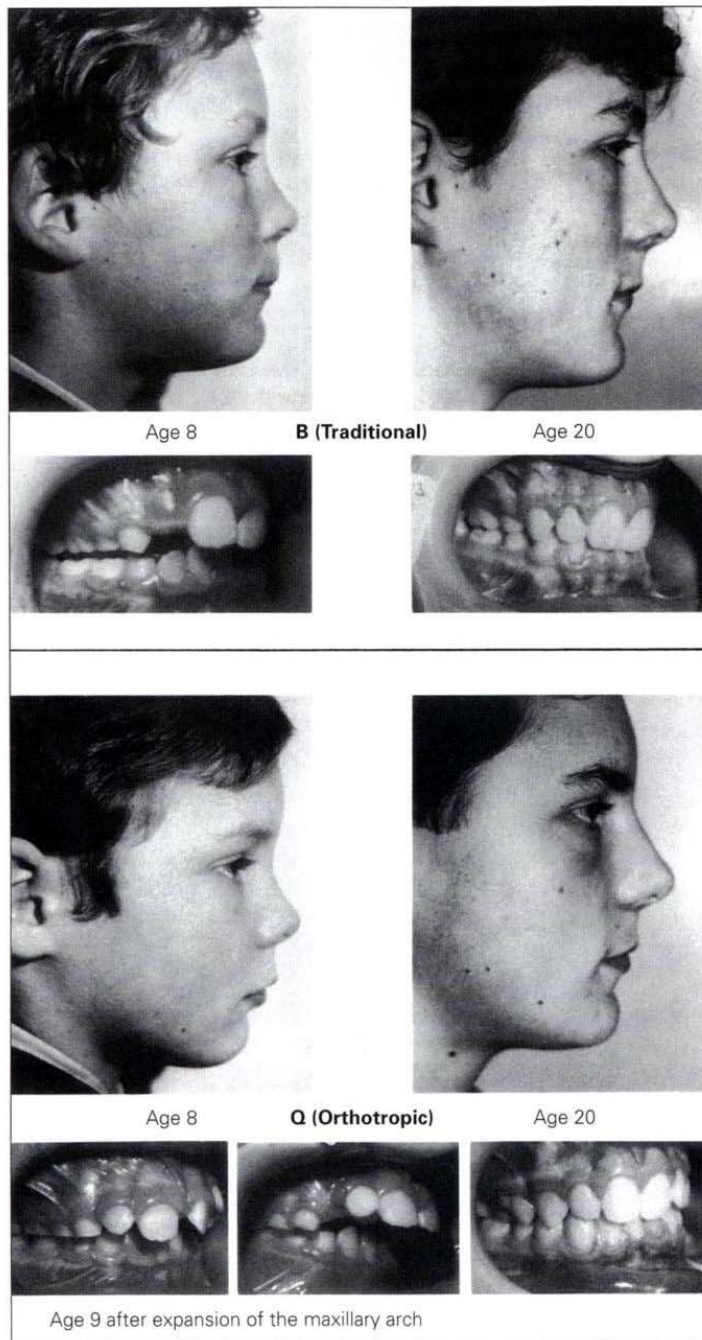 Age 8 B (Traditional) Age 20
Age 8 Q (Orthotropic) Age 20
Age 9 after expansion of the maxillary arch